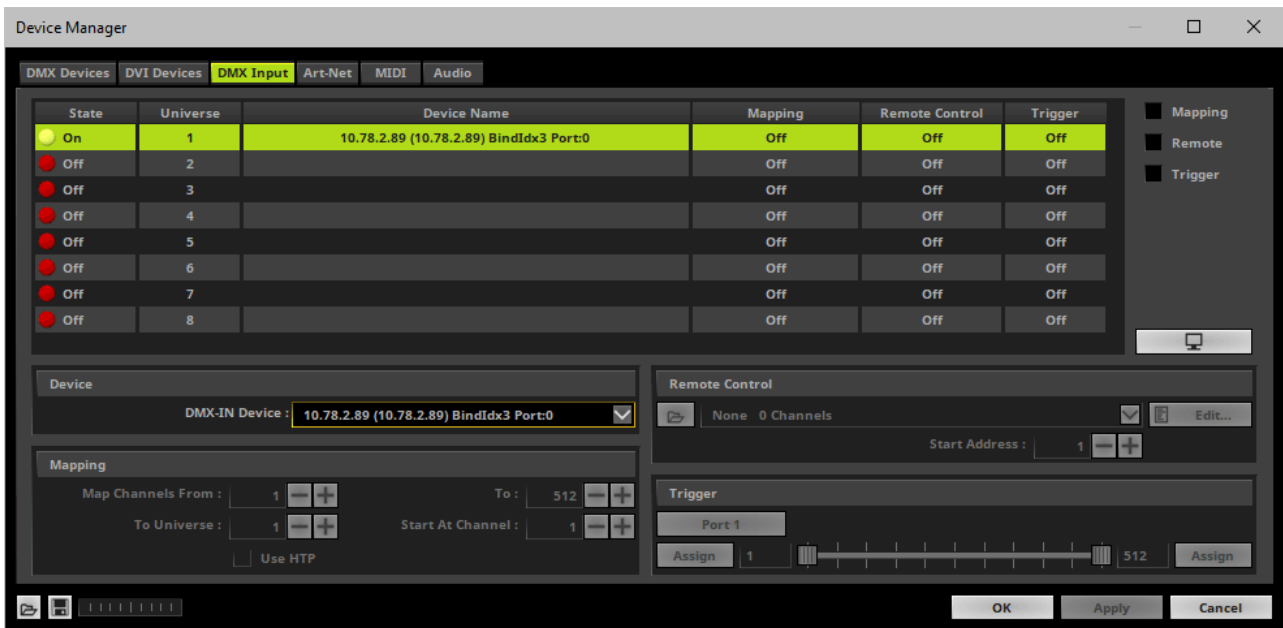 Device Manager
DMX Devices DVI Devices DMX Input Art-Net MIDI Audio
State Universe Device Name Mapping Remote Control Trigger
On 1 10.78.2.89 (10.78.2.89) BindIdx3 Port:0 Off Off Off
Off 2 Off Off Off
Off 3 Off Off Off
Off 4 Off Off Off
Off 5 Off Off Off
Off 6 Off Off Off
Off 7 Off Off Off
Off 8 Off Off Off
Mapping
Remote
Trigger
Device
DMX-IN Device : 10.78.2.89 (10.78.2.89) BindIdx3 Port:0
Mapping
Map Channels From : 1 To : 512
To Universe : 1 Start At Channel : 1
Use HTP
Remote Control
None 0 Channels Edit...
Start Address : 1
Trigger
Port 1
Assign 1 512 Assign
OK Apply Cancel